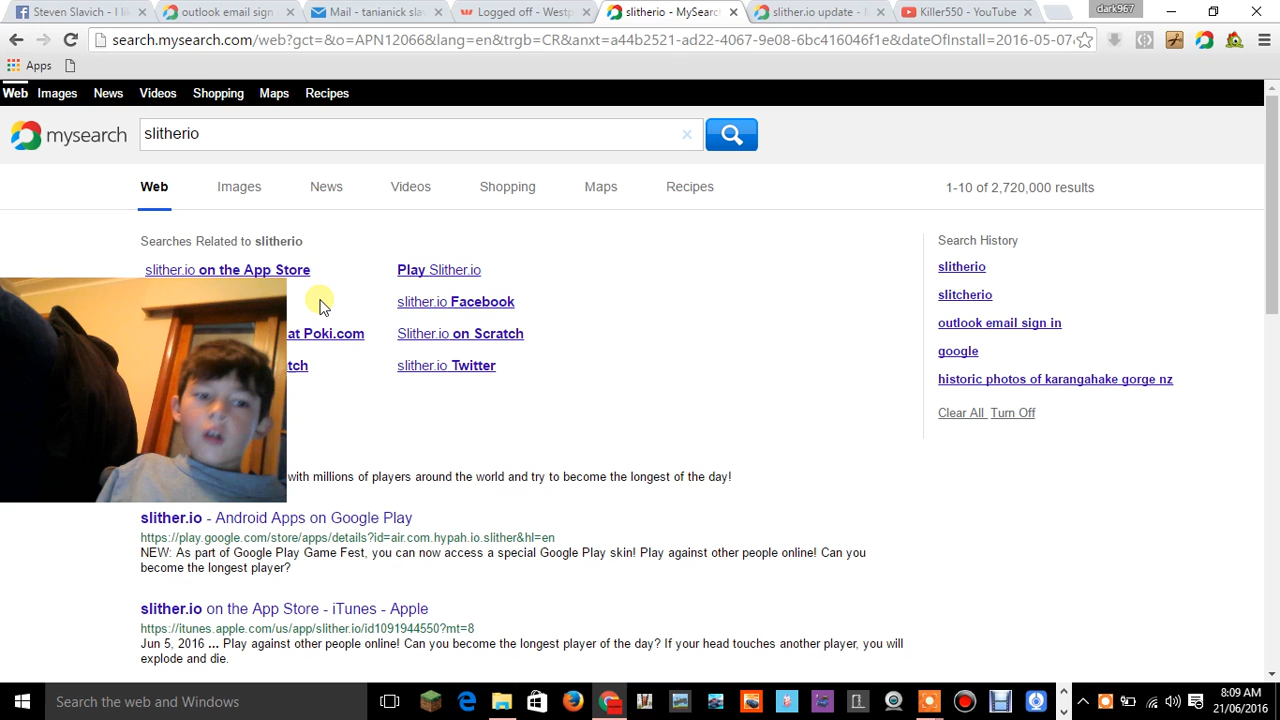 Steven Slavich - I li
outlook email sign
Mail - tanianick sla
Logged off - Westp
slitherio - MySearc
slither.io update -
Killer550 - YouTube
dark967
search.mysearch.com/web?gct=&o=APN12066&lang=en&trgb=CR&anxt=a44b2521-ad22-4067-9e08-6bc416046f1e&dateOfInstall=2016-05-07
Apps
Web Images News Videos Shopping Maps Recipes
mysearch
slitherio
Web Images News Videos Shopping Maps Recipes
1-10 of 2,720,000 results
Searches Related to slitherio
slither.io on the App Store
Play Slither.io
slither.io Facebook
at Poki.com
Slither.io on Scratch
tch
slither.io Twitter
Search History
slitherio
slitcherio
outlook email sign in
google
historic photos of karangahake gorge nz
Clear All Turn Off
with millions of players around the world and try to become the longest of the day!
slither.io - Android Apps on Google Play
https://play.google.com/store/apps/details?id=air.com.hypah.io.slither&hl=en
NEW: As part of Google Play Game Fest, you can now access a special Google Play skin! Play against other people online! Can you
become the longest player?
slither.io on the App Store - iTunes - Apple
https://itunes.apple.com/us/app/slither.io/id1091944550?mt=8
Jun 5, 2016 ... Play against other people online! Can you become the longest player of the day? If your head touches another player, you will
explode and die.
Search the web and Windows
8:09 AM
21/06/2016